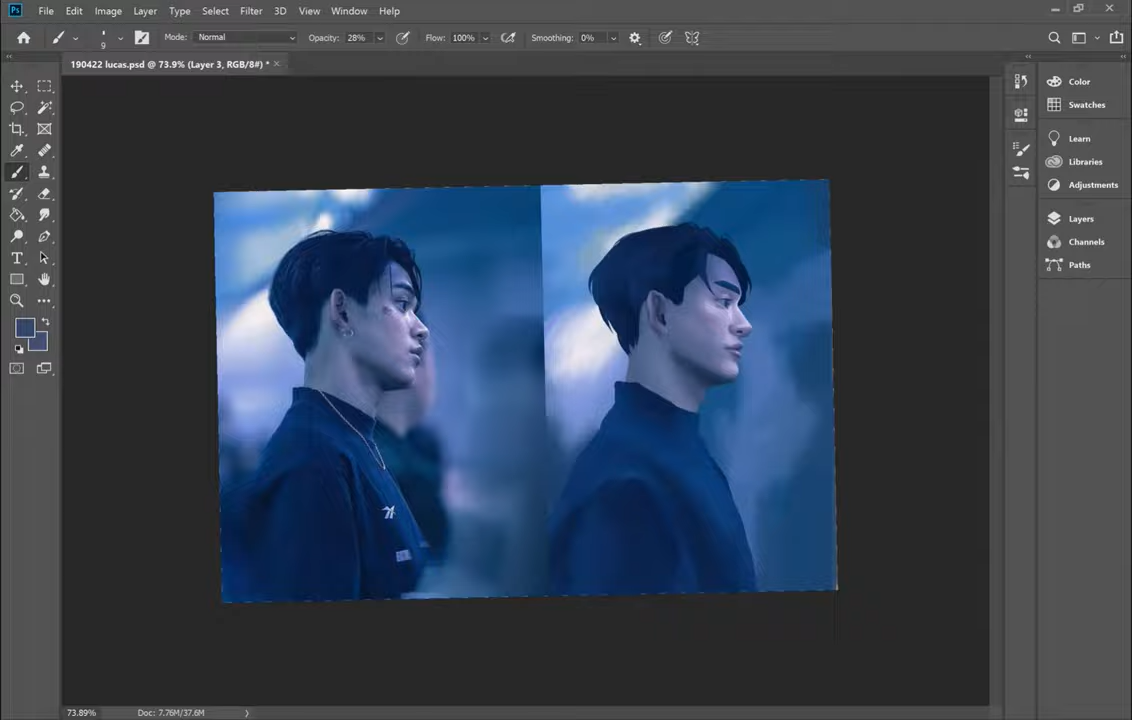 Ps File Edit Image Layer Type Select Filter 3D View Window Help
9 Mode: Normal Opacity: 28% Flow: 100% Smoothing: 0%
190422 lucas.psd @ 73.9% (Layer 3, RGB/8#) * ×
Color
Swatches
Learn
Libraries
Adjustments
Layers
Channels
Paths
73.89% Doc: 7.76M/37.6M